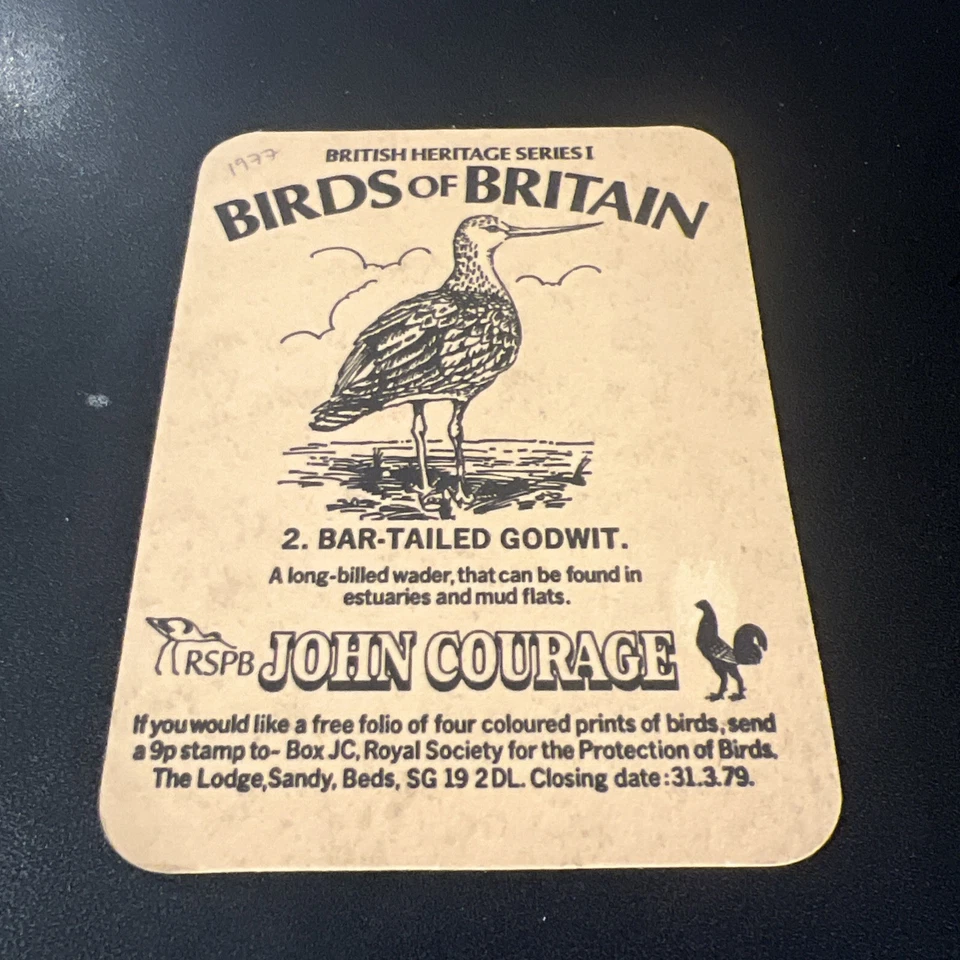 1977
BRITISH HERITAGE SERIES I
BIRDS OF BRITAIN
2. BAR-TAILED GODWIT.
A long-billed wader, that can be found in
estuaries and mud flats.
RSPB JOHN COURAGE
If you would like a free folio of four coloured prints of birds, send
a 9p stamp to- Box JC, Royal Society for the Protection of Birds,
The Lodge, Sandy, Beds, SG 19 2DL. Closing date: 31.3.79.